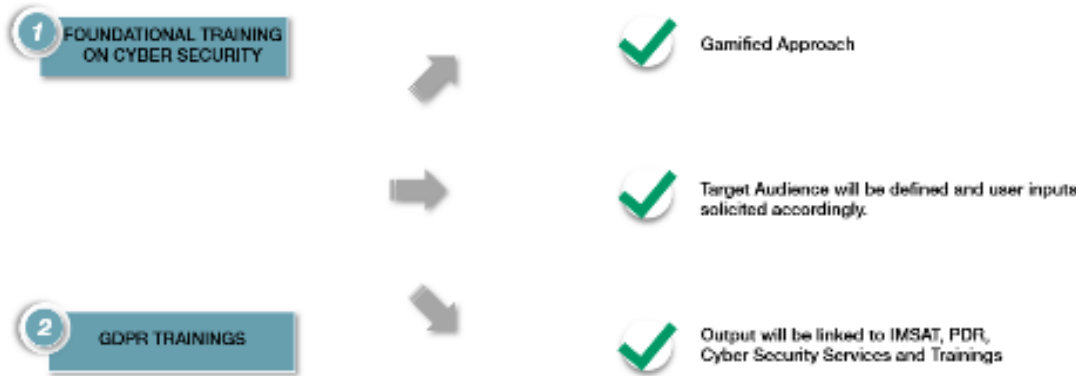 1
FOUNDATIONAL TRAINING
ON CYBER SECURITY
Gamified Approach
Target Audience will be defined and user inputs
solicited accordingly.
2
GDPR TRAININGS
Output will be linked to IMSAT, PDR,
Cyber Security Services and Trainings